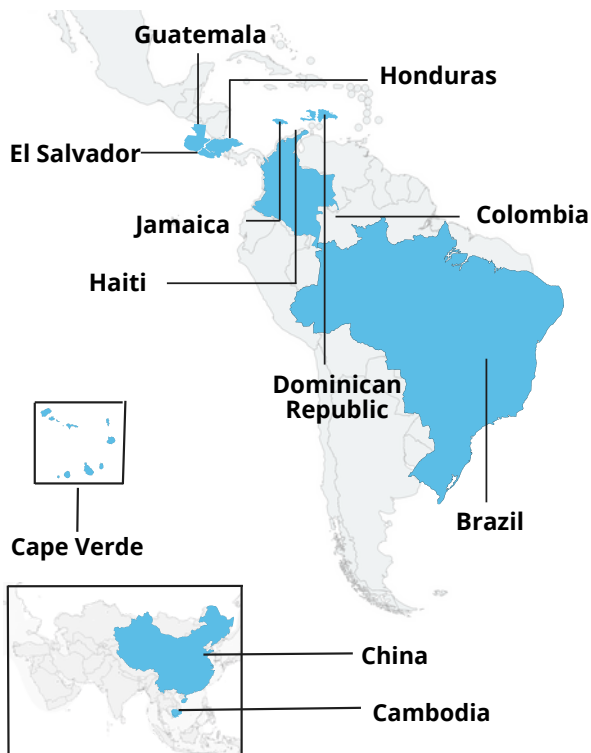 Guatemala
Honduras
El Salvador
Jamaica
Colombia
Haiti
Dominican
Republic
Brazil
Cape Verde
China
Cambodia